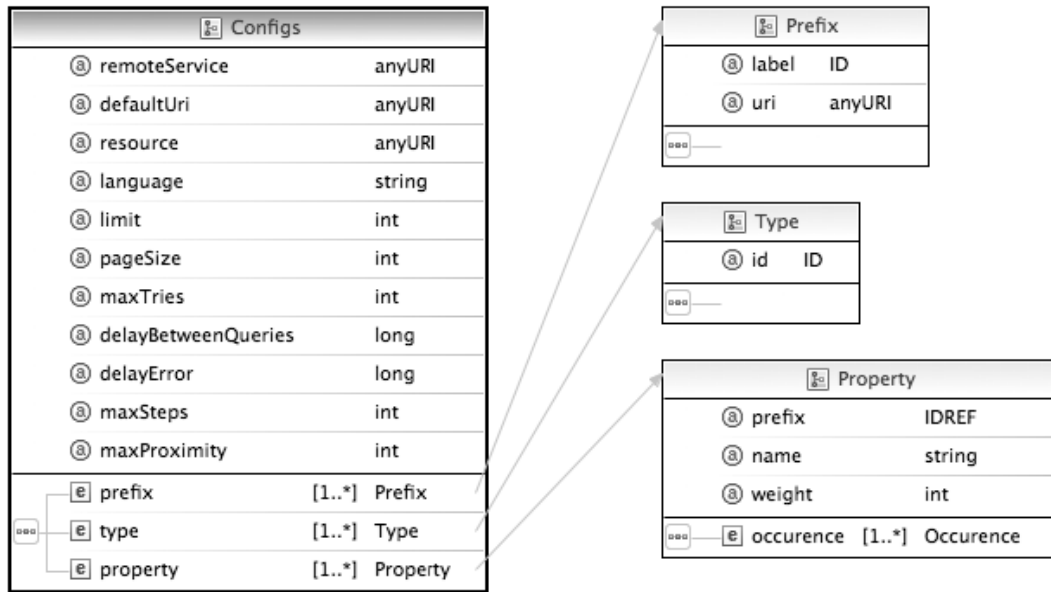 Configs
remoteService anyURI
defaultUri anyURI
resource anyURI
language string
limit int
pageSize int
maxTries int
delayBetweenQueries long
delayError long
maxSteps int
maxProximity int
e prefix [1..*] Prefix
e type [1..*] Type
e property [1..*] Property
Prefix
a label ID
a uri anyURI
Type
a id ID
Property
a prefix IDREF
a name string
a weight int
e occurence [1..*] Occurence